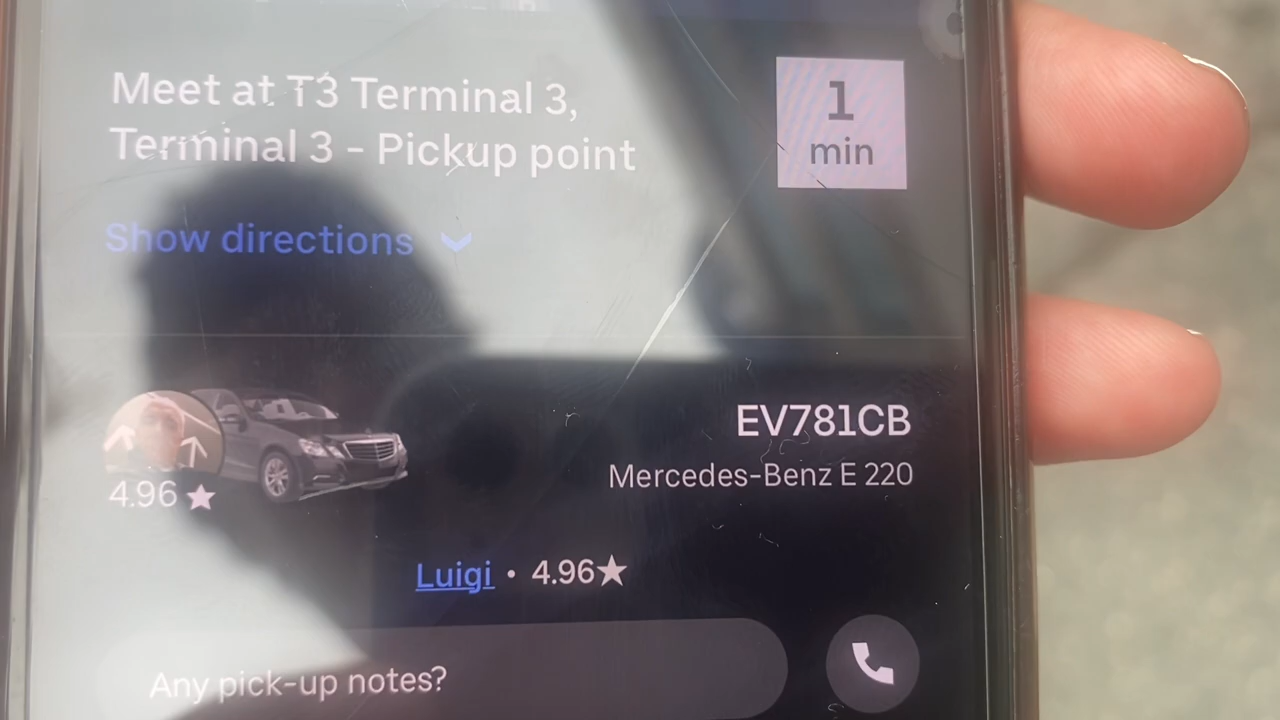 Meet at T3 Terminal 3,
Terminal 3 - Pickup point
1
min
Show directions
EV781CB
Mercedes-Benz E 220
4.96 ★
Luigi • 4.96★
Any pick-up notes?